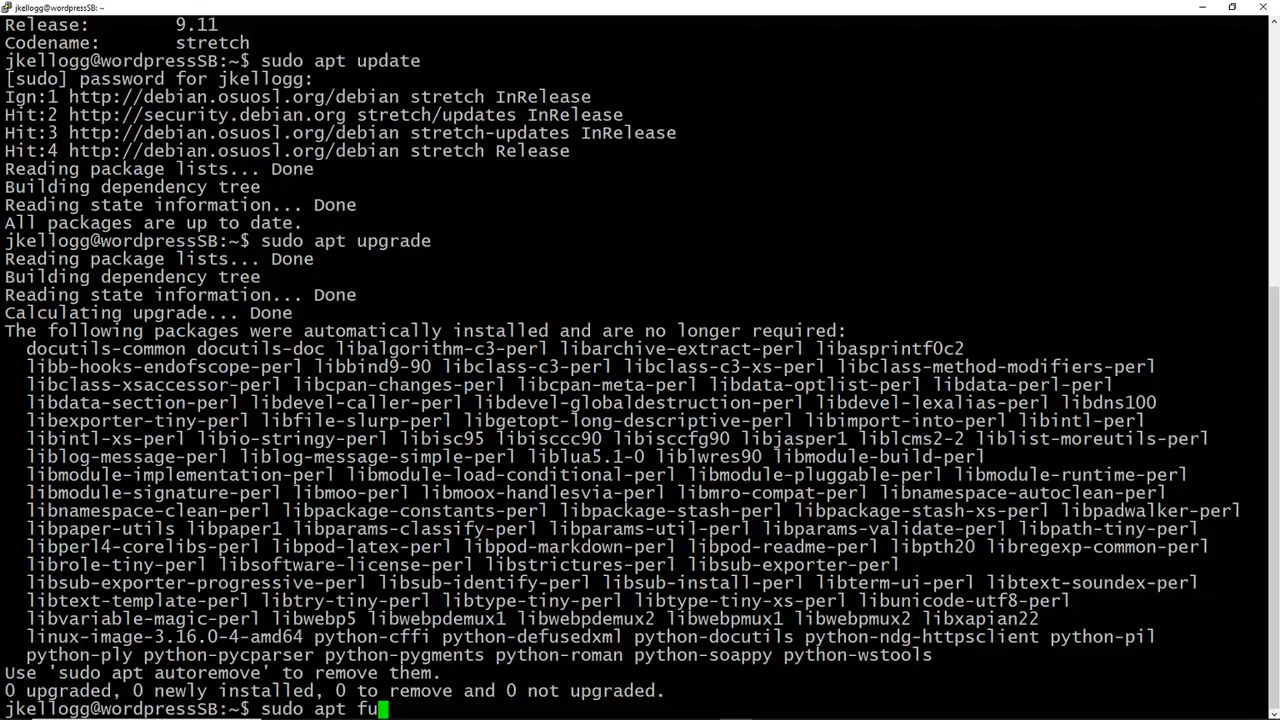 jkellogg@wordpressSB: ~
Release:        9.11
Codename:       stretch
jkellogg@wordpressSB:~$ sudo apt update
[sudo] password for jkellogg:
Ign:1 http://debian.osuosl.org/debian stretch InRelease
Hit:2 http://security.debian.org stretch/updates InRelease
Hit:3 http://debian.osuosl.org/debian stretch-updates InRelease
Hit:4 http://debian.osuosl.org/debian stretch Release
Reading package lists... Done
Building dependency tree
Reading state information... Done
All packages are up to date.
jkellogg@wordpressSB:~$ sudo apt upgrade
Reading package lists... Done
Building dependency tree
Reading state information... Done
Calculating upgrade... Done
The following packages were automatically installed and are no longer required:
  docutils-common docutils-doc libalgorithm-c3-perl libarchive-extract-perl libasprintf0c2
  libb-hooks-endofscope-perl libbind9-90 libclass-c3-perl libclass-c3-xs-perl libclass-method-modifiers-perl
  libclass-xsaccessor-perl libcpan-changes-perl libcpan-meta-perl libdata-optlist-perl libdata-perl-perl
  libdata-section-perl libdevel-caller-perl libdevel-globaldestruction-perl libdevel-lexalias-perl libdns100
  libexporter-tiny-perl libfile-slurp-perl libgetopt-long-descriptive-perl libimport-into-perl libintl-perl
  libintl-xs-perl libio-stringy-perl libisc95 libisccc90 libisccfg90 libjasper1 liblcms2-2 liblist-moreutils-perl
  liblog-message-perl liblog-message-simple-perl liblua5.1-0 liblwres90 libmodule-build-perl
  libmodule-implementation-perl libmodule-load-conditional-perl libmodule-pluggable-perl libmodule-runtime-perl
  libmodule-signature-perl libmoo-perl libmoox-handlesvia-perl libmro-compat-perl libnamespace-autoclean-perl
  libnamespace-clean-perl libpackage-constants-perl libpackage-stash-perl libpackage-stash-xs-perl libpadwalker-perl
  libpaper-utils libpaper1 libparams-classify-perl libparams-util-perl libparams-validate-perl libpath-tiny-perl
  libperl4-corelibs-perl libpod-latex-perl libpod-markdown-perl libpod-readme-perl libpth20 libregexp-common-perl
  librole-tiny-perl libsoftware-license-perl libstrictures-perl libsub-exporter-perl
  libsub-exporter-progressive-perl libsub-identify-perl libsub-install-perl libterm-ui-perl libtext-soundex-perl
  libtext-template-perl libtry-tiny-perl libtype-tiny-perl libtype-tiny-xs-perl libunicode-utf8-perl
  libvariable-magic-perl libwebp5 libwebpdemux1 libwebpdemux2 libwebpmux1 libwebpmux2 libxapian22
  linux-image-3.16.0-4-amd64 python-cffi python-defusedxml python-docutils python-ndg-httpsclient python-pil
  python-ply python-pycparser python-pygments python-roman python-soappy python-wstools
Use 'sudo apt autoremove' to remove them.
0 upgraded, 0 newly installed, 0 to remove and 0 not upgraded.
jkellogg@wordpressSB:~$ sudo apt fu